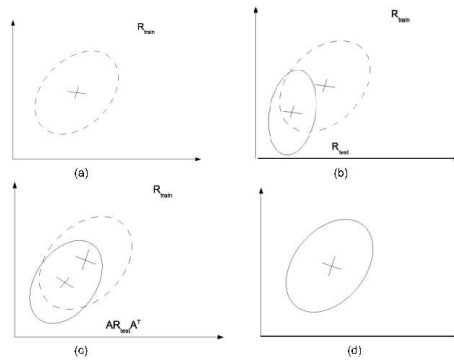 R_train
(a)
R_train
R_test
(b)
R_train
AR_test A^T
(c)
(d)